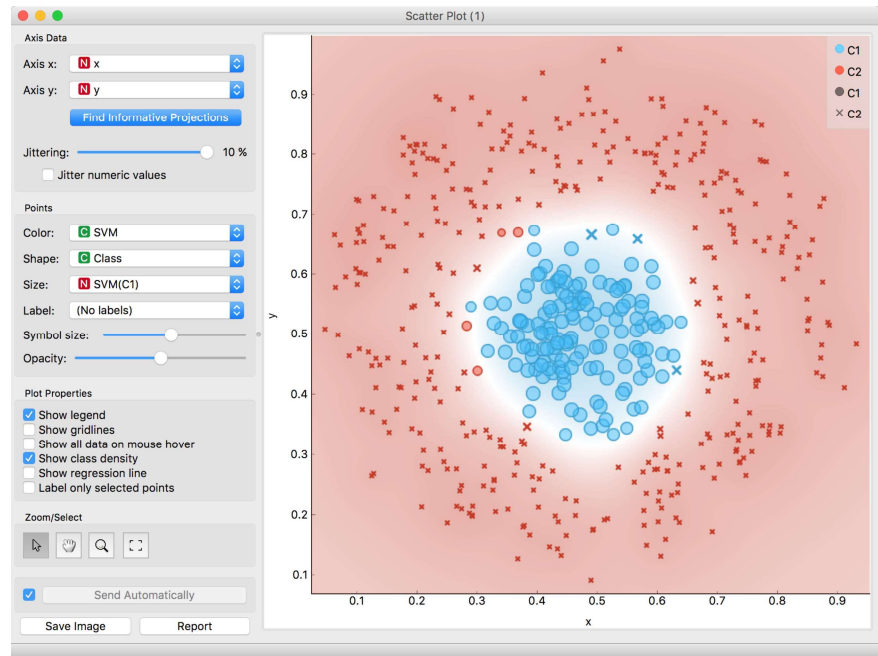 Scatter Plot (1)
Axis Data
Axis x: N x
Axis y: N y
Find Informative Projections
Jittering: 10 %
Jitter numeric values
Points
Color: C SVM
Shape: C Class
Size: N SVM(C1)
Label: (No labels)
Symbol size:
Opacity:
Plot Properties
Show legend
Show gridlines
Show all data on mouse hover
Show class density
Show regression line
Label only selected points
Zoom/Select
Send Automatically
Save Image Report
C1
C2
C1
× C2
0.9
0.8
0.7
0.6
0.5
0.4
0.3
0.2
0.1
y
0.1 0.2 0.3 0.4 0.5 0.6 0.7 0.8 0.9
x